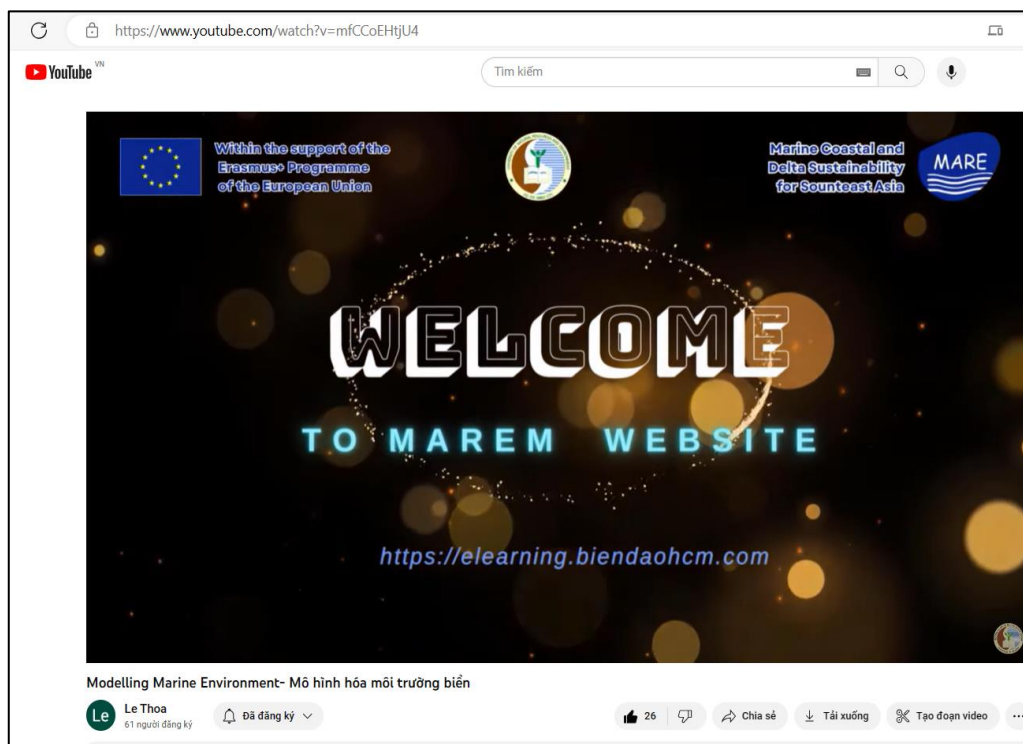 https://www.youtube.com/watch?v=mfCCoEHtjU4
YouTube VN
Tìm kiếm
Within the support of the
Erasmus+ Programme
of the European Union
Marine Coastal and
Delta Sustainability
for Sounteast Asia
MARE
WELCOME
TO MAREM WEBSITE
https://elearning.biendaohcm.com
Modelling Marine Environment- Mô hình hóa môi trường biển
Le
Le Thoa
61 người đăng ký
Đã đăng ký
26
Chia sẻ
Tải xuống
Tạo đoạn video